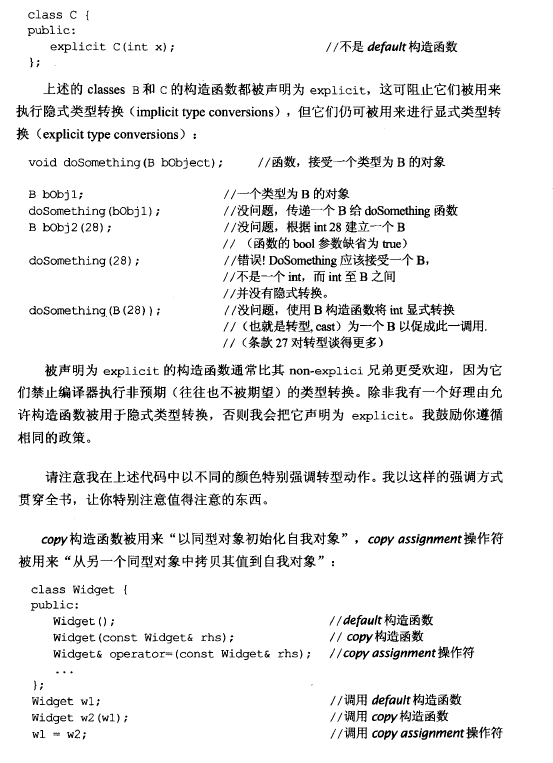 class C {
public:
explicit C(int x); //不是 default 构造函数
};
上述的 classes B 和 C 的构造函数都被声明为 explicit，这可阻止它们被用来
执行隐式类型转换（implicit type conversions），但它们仍可被用来进行显式类型转
换（explicit type conversions）：
void doSomething(B bObject); //函数，接受一个类型为 B 的对象
B bObj1; //一个类型为 B 的对象
doSomething(bObj1); //没问题，传递一个 B 给 doSomething 函数
B bObj2(28); //没问题，根据 int 28 建立一个 B
// （函数的 bool 参数缺省为 true）
doSomething(28); //错误! DoSomething 应该接受一个 B，
//不是一个 int，而 int 至 B 之间
//并没有隐式转换。
doSomething(B(28)); //没问题，使用 B 构造函数将 int 显式转换
//（也就是转型, cast）为一个 B 以促成此一调用.
//（条款 27 对转型谈得更多）
被声明为 explicit 的构造函数通常比其 non-explici 兄弟更受欢迎，因为它
们禁止编译器执行非预期（往往也不被期望）的类型转换。除非我有一个好理由允
许构造函数被用于隐式类型转换，否则我会把它声明为 explicit。我鼓励你遵循
相同的政策。
请注意我在上述代码中以不同的颜色特别强调转型动作。我以这样的强调方式
贯穿全书，让你特别注意值得注意的东西。
copy 构造函数被用来“以同型对象初始化自我对象”，copy assignment 操作符
被用来“从另一个同型对象中拷贝其值到自我对象”：
class Widget {
public:
Widget(); //default 构造函数
Widget(const Widget& rhs); // copy 构造函数
Widget& operator=(const Widget& rhs); //copy assignment 操作符
...
};
Widget w1; //调用 default 构造函数
Widget w2(w1); //调用 copy 构造函数
w1 = w2; //调用 copy assignment 操作符